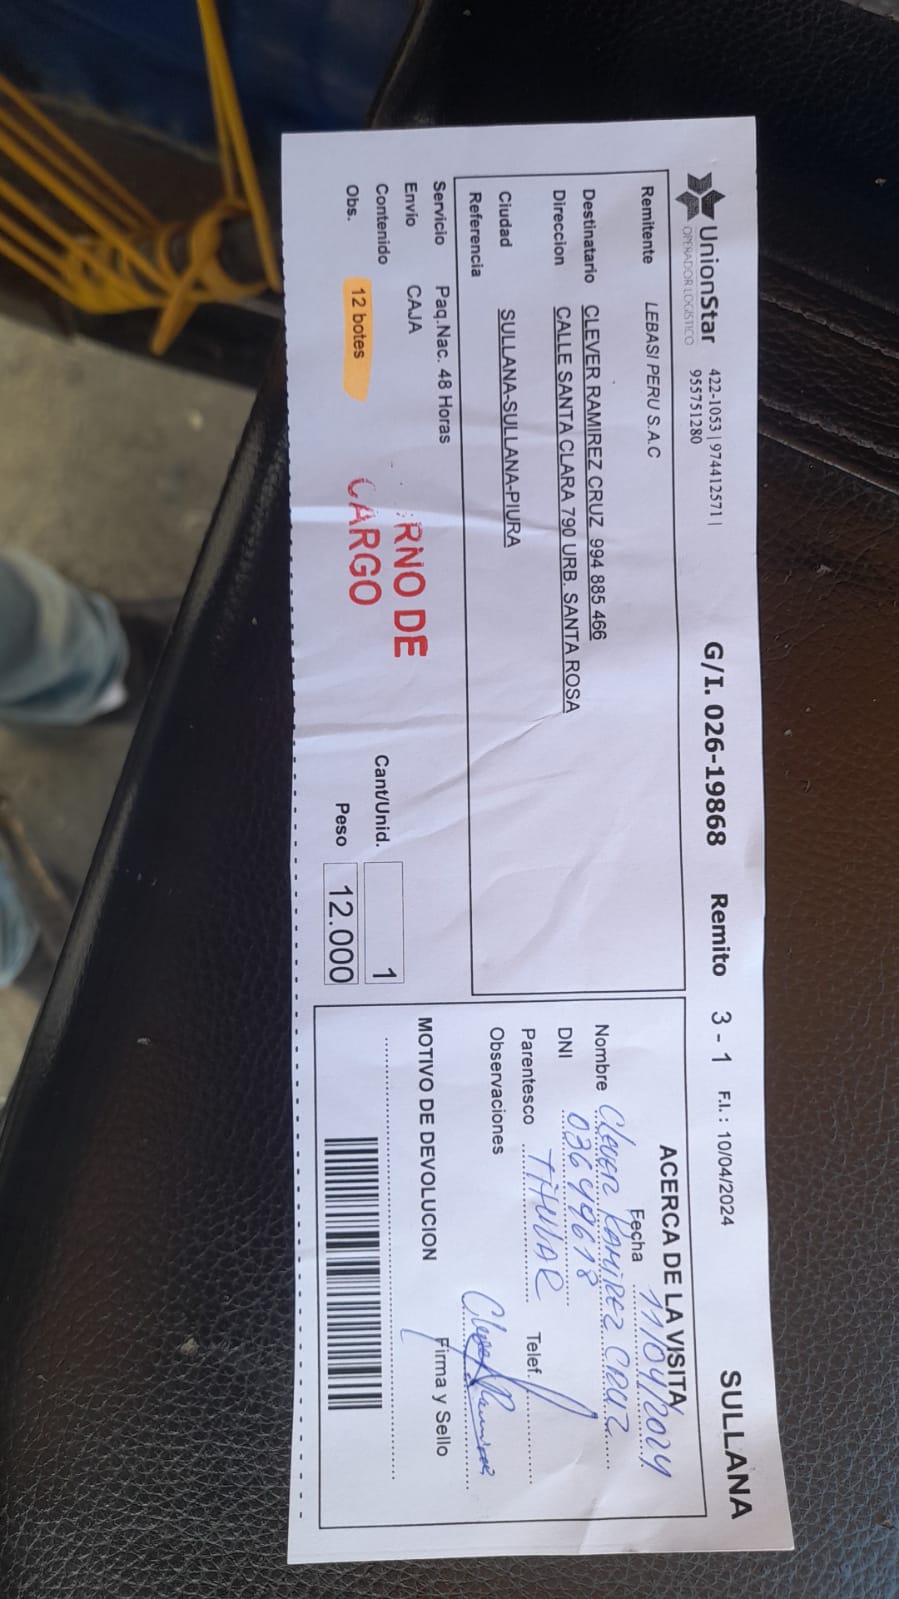 UnionStar 422-1053 | 974412571 |
OPERADOR LOGISTICO 955751280
G/I. 026-19868 Remito 3 - 1 F.I. : 10/04/2024 SULLANA
Remitente LEBASI PERU S.A.C
Destinatario CLEVER RAMIREZ CRUZ 994 885 466
Direccion CALLE SANTA CLARA 790 URB. SANTA ROSA
Ciudad SULLANA-SULLANA-PIURA
Referencia
Servicio Paq.Nac. 48 Horas
Envio CAJA
Contenido
Obs. 12 botes
RNO DE
CARGO
Cant/Unid. 1
Peso 12.000
ACERCA DE LA VISITA
Fecha 11/04/2024
Nombre Clever Ramirez Cruz
DNI 03644618
Parentesco Titular Telef.
Observaciones
Firma y Sello
MOTIVO DE DEVOLUCION